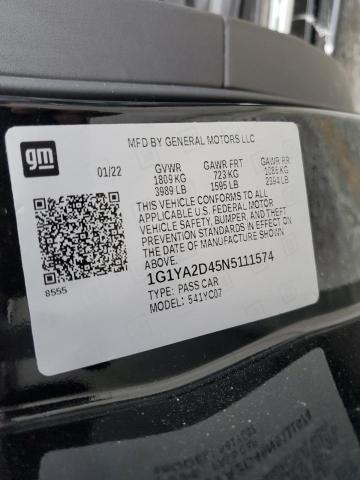 gm
MFD BY GENERAL MOTORS LLC
01/22 GVWR GAWR FRT GAWR RR
1809 KG 723 KG 1086 KG
3989 LB 1595 LB 2394 LB
THIS VEHICLE CONFORMS TO ALL
APPLICABLE U.S. FEDERAL MOTOR
VEHICLE SAFETY, BUMPER, AND THEFT
PREVENTION STANDARDS IN EFFECT ON
THE DATE OF MANUFACTURE SHOWN
ABOVE.
8555
1G1YA2D45N5111574
TYPE: PASS CAR
MODEL: 541YC07